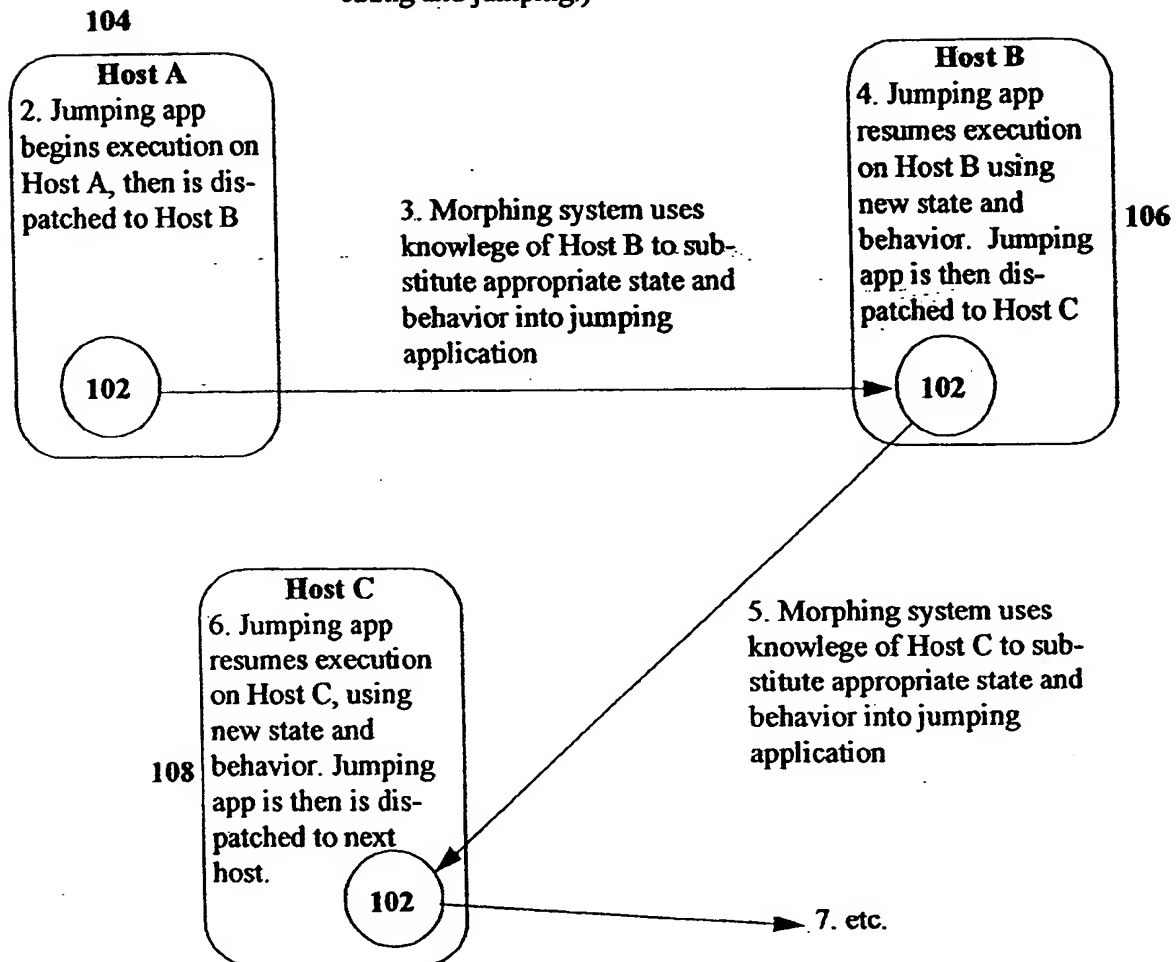 and jumping.)
104
Host A
2. Jumping app
begins execution on
Host A, then is dis-
patched to Host B
102
3. Morphing system uses
knowlege of Host B to sub-
stitute appropriate state and
behavior into jumping
application
Host B
4. Jumping app
resumes execution
on Host B using
new state and
behavior. Jumping
app is then dis-
patched to Host C
106
102
5. Morphing system uses
knowlege of Host C to sub-
stitute appropriate state and
behavior into jumping
application
Host C
6. Jumping app
resumes execution
on Host C, using
new state and
behavior. Jumping
app is then is dis-
patched to next
host.
108
102
7. etc.